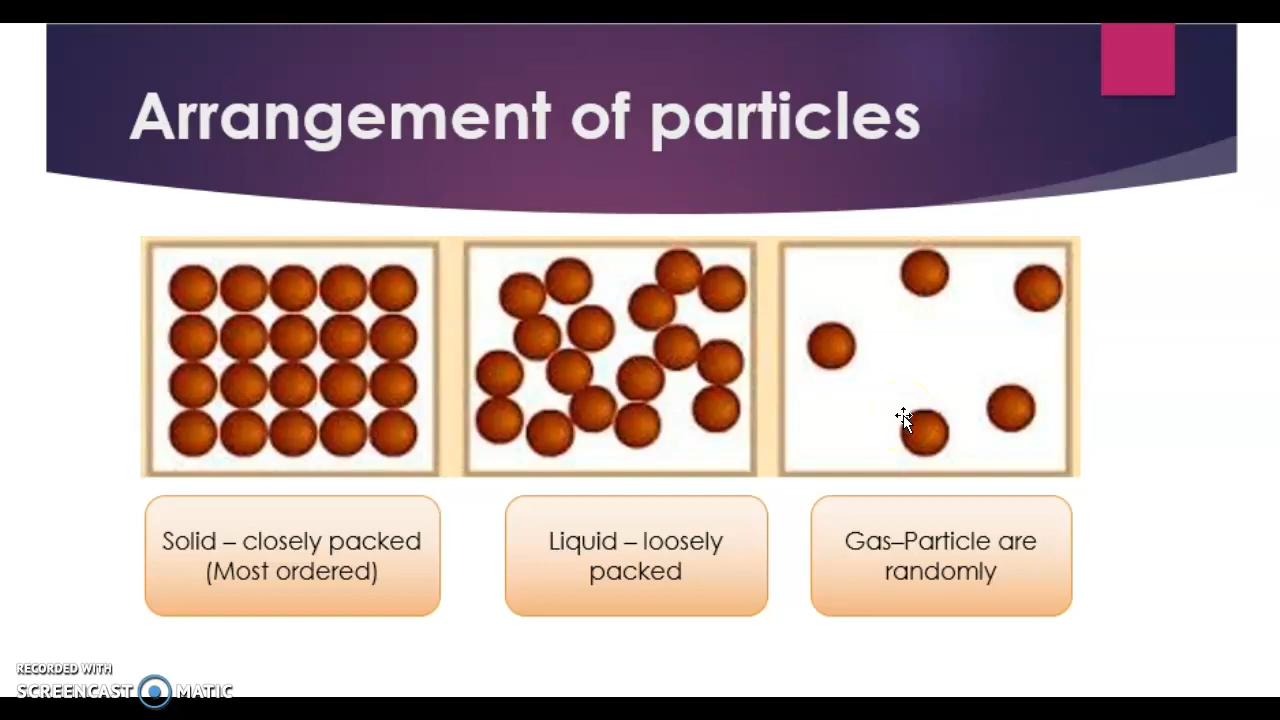 Arrangement of particles
Solid – closely packed
(Most ordered)
Liquid – loosely
packed
Gas–Particle are
randomly
RECORDED WITH
SCREENCAST MATIC